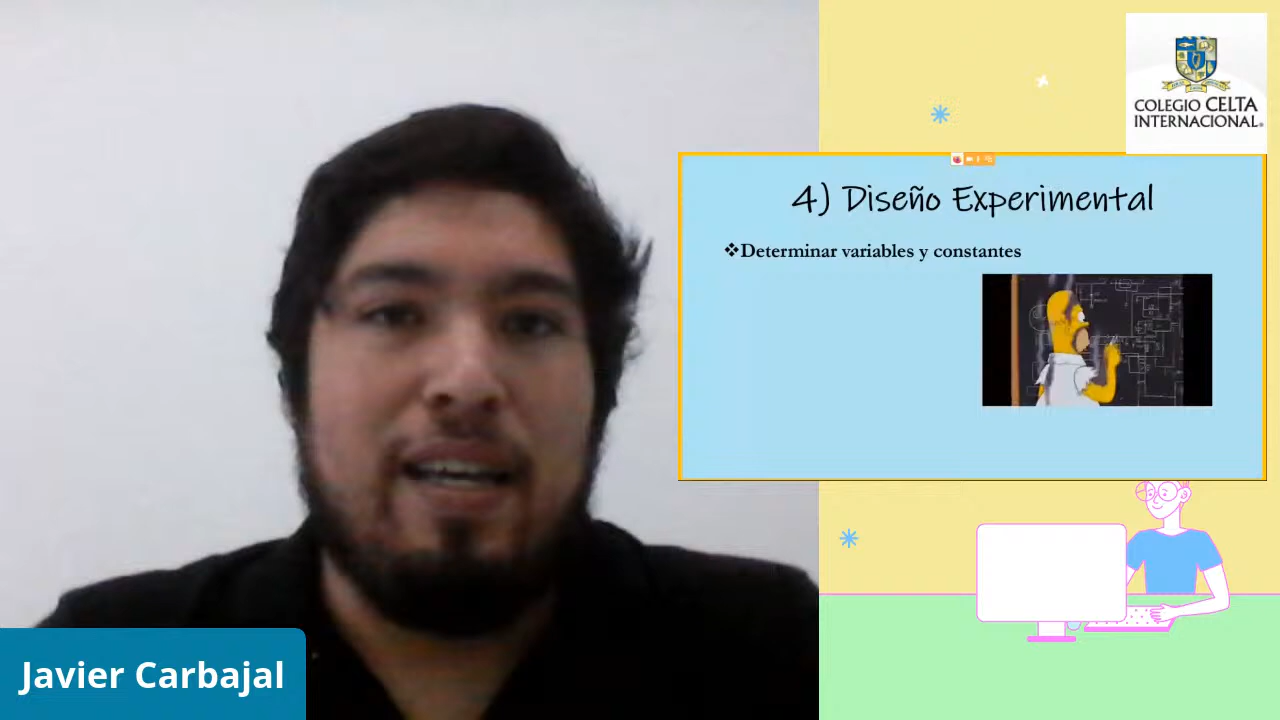 COLEGIO CELTA
INTERNACIONAL®
4) Diseño Experimental
❖Determinar variables y constantes
Javier Carbajal